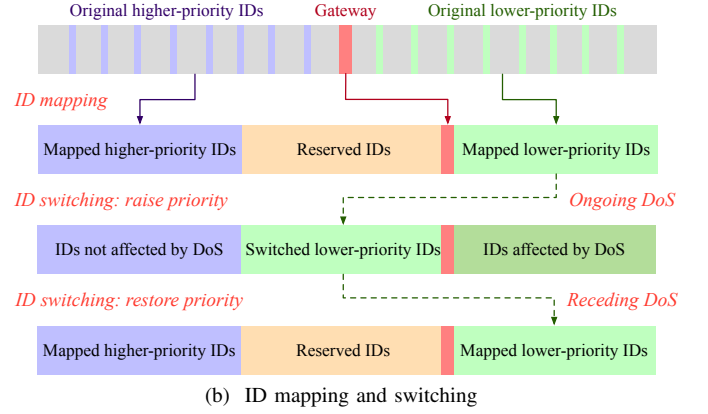 Original higher-priority IDs Gateway Original lower-priority IDs
ID mapping
Mapped higher-priority IDs Reserved IDs Mapped lower-priority IDs
ID switching: raise priority Ongoing DoS
IDs not affected by DoS Switched lower-priority IDs IDs affected by DoS
ID switching: restore priority Receding DoS
Mapped higher-priority IDs Reserved IDs Mapped lower-priority IDs
(b) ID mapping and switching